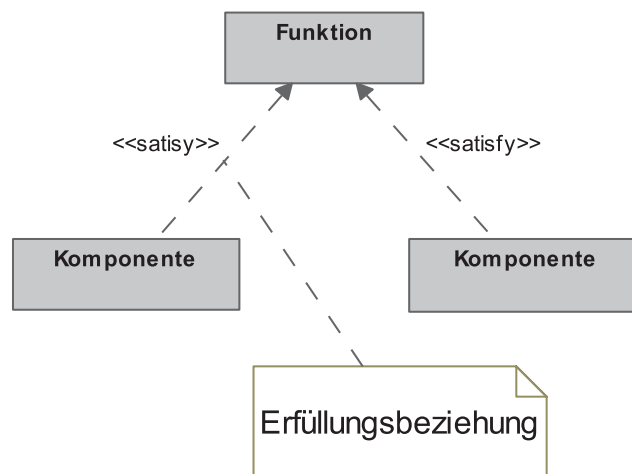 Funktion
<<satisy>>
<<satisfy>>
Komponente
Komponente
Erfüllungsbeziehung